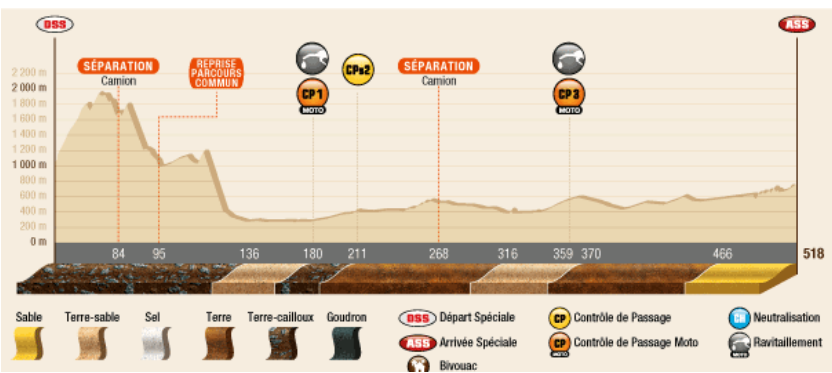 DSS
ASS
SÉPARATION
Camion
REPRISE
PARCOURS
COMMUN
CP1
MOTO
CPs2
SÉPARATION
Camion
CP3
MOTO
2 200 m
2 000 m
1 800 m
1 600 m
1 400 m
1 200 m
1 000 m
800 m
600 m
400 m
200 m
0 m
84 95 136 180 211 268 316 359 370 466 518
Sable Terre-sable Sel Terre Terre-cailloux Goudron
DSS Départ Spéciale
ASS Arrivée Spéciale
Bivouac
CP Contrôle de Passage
CP MOTO Contrôle de Passage Moto
CN Neutralisation
MOTO Ravitaillement